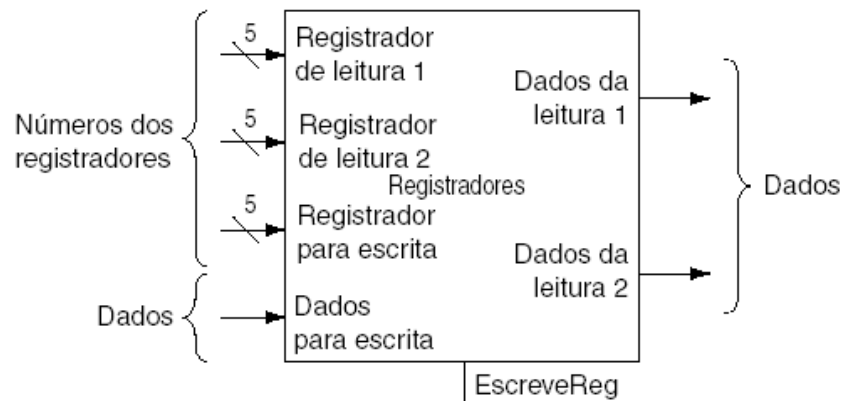 5
Registrador
de leitura 1
5
Registrador
de leitura 2
Registradores
5
Registrador
para escrita
Dados
para escrita
Números dos
registradores
Dados
Dados da
leitura 1
Dados da
leitura 2
Dados
EscreveReg